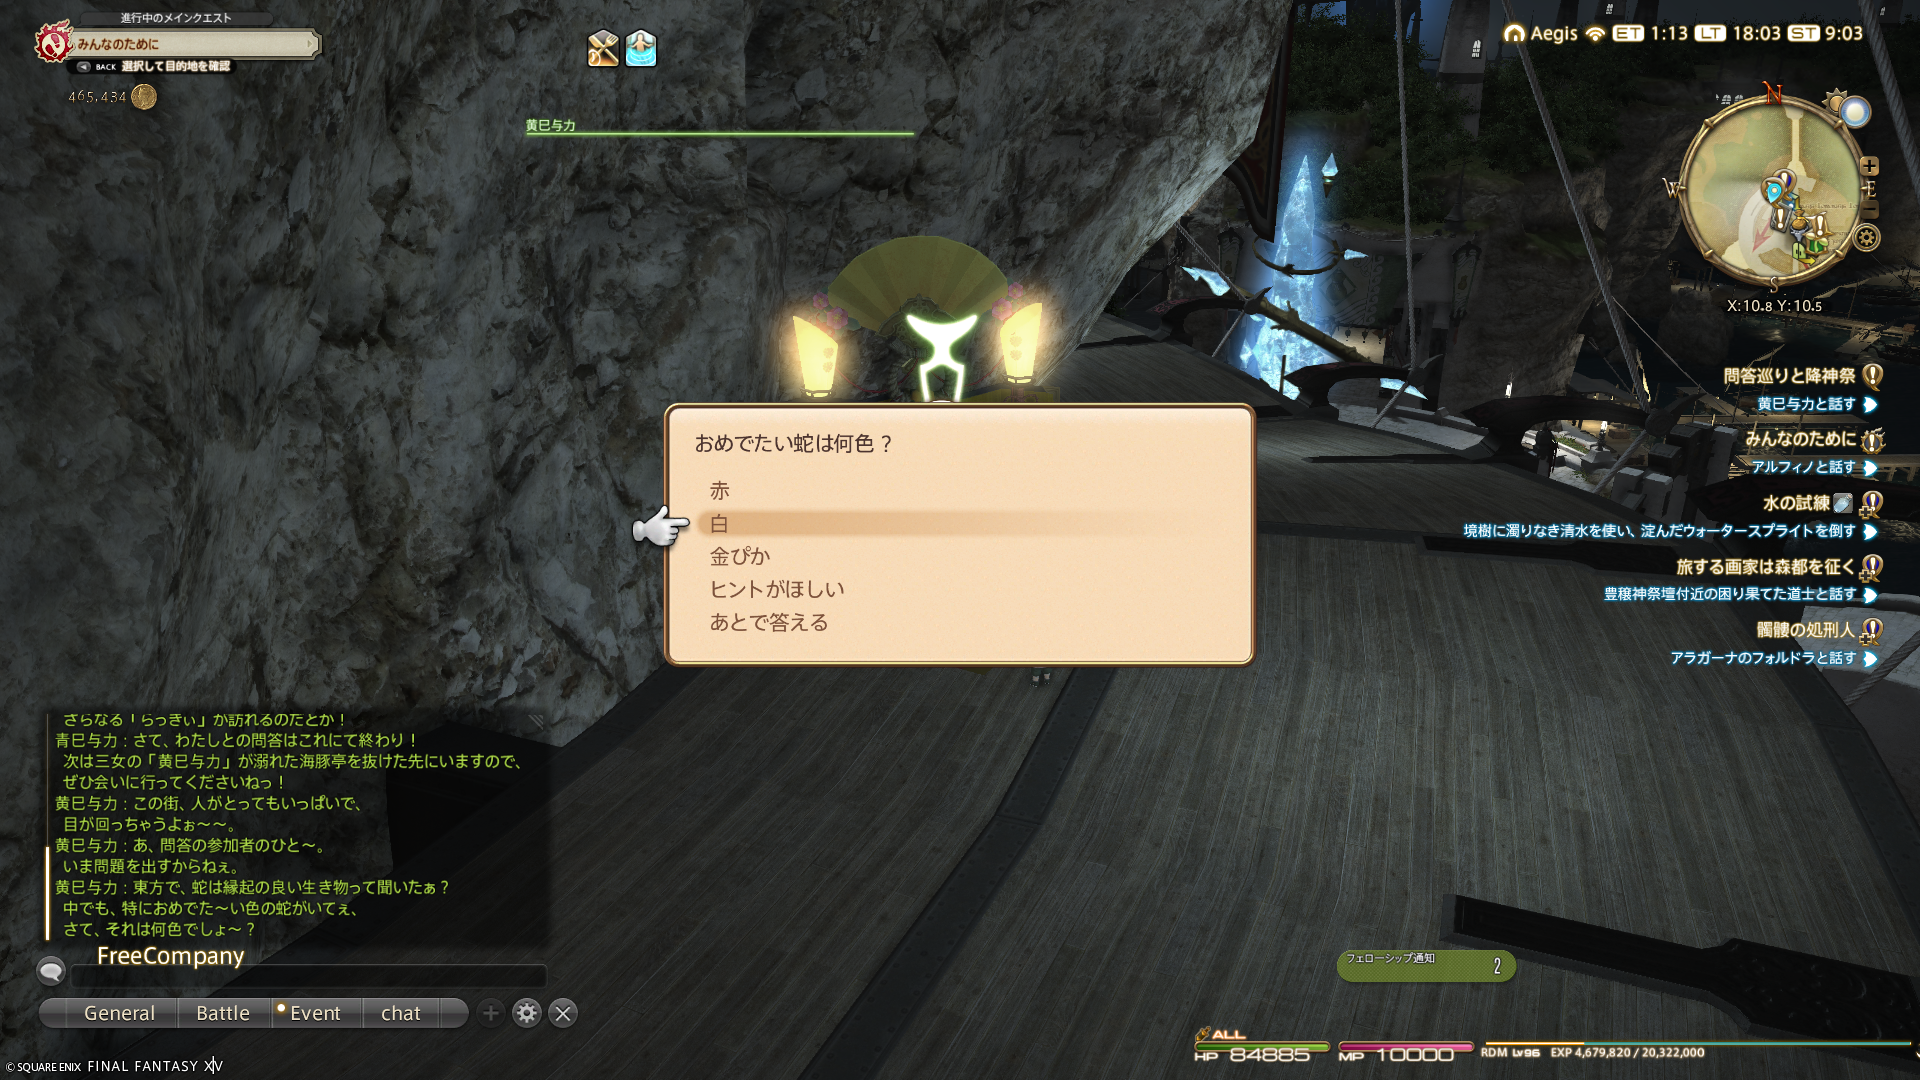 進行中のメインクエスト
みんなのために
BACK 選択して目的地を確認
465,434
黄巳与力
Aegis ET 1:13 LT 18:03 ST 9:03
N
W
E
S
X:10.8 Y:10.5
問答巡りと降神祭
黄巳与力と話す
みんなのために
アルフィノと話す
水の試練
境樹に濁りなき清水を使い、淀んだウォータースプライトを倒す
旅する画家は森都を征く
豊穣神祭壇付近の困り果てた道士と話す
髑髏の処刑人
アラガーナのフォルドラと話す
おめでたい蛇は何色？
赤
白
金ぴか
ヒントがほしい
あとで答える
さらなる「らっきぃ」が訪れるのだとか！
青巳与力：さて、わたしとの問答はこれにて終わり！
次は三女の「黄巳与力」が溺れた海豚亭を抜けた先にいますので、
ぜひ会いに行ってくださいねっ！
黄巳与力：この街、人がとってもいっぱいで、
目が回っちゃうよぉ～～。
黄巳与力：あ、問答の参加者のひと～。
いま問題を出すからねぇ。
黄巳与力：東方で、蛇は縁起の良い生き物って聞いたぁ？
中でも、特におめでた～い色の蛇がいてぇ、
さて、それは何色でしょ～？
FreeCompany
General Battle Event chat
フェローシップ通知 2
ALL
HP 84885 MP 10000 RDM Lv96 EXP 4,679,820 / 20,322,000
© SQUARE ENIX FINAL FANTASY XIV